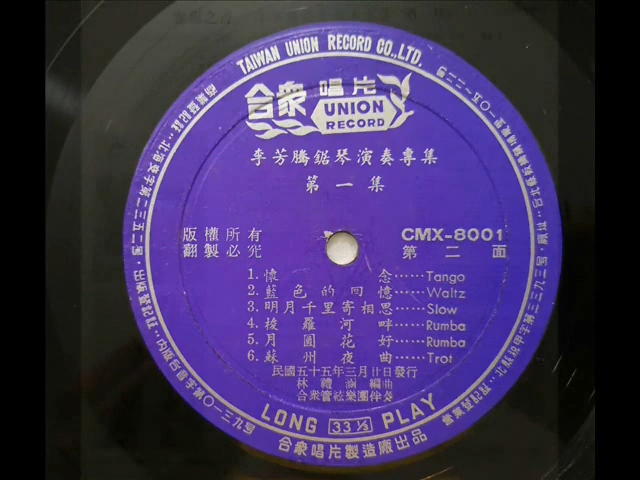 TAIWAN UNION RECORD CO., LTD.
合衆 唱片
UNION
RECORD
李芳騰鋸琴演奏專集
第一集
版權所有
翻製必究
CMX-8001
第二面
1.懷念……Tango
2.藍色的回憶……Waltz
3.明月千里寄相思……Slow
4.梭羅河畔……Rumba
5.月圓花好……Rumba
6.蘇州夜曲……Trot
民國五十五年三月廿日發行
林禮涵編曲
合衆管弦樂團伴奏
LONG 33 1/3 PLAY
合衆唱片製造廠出品